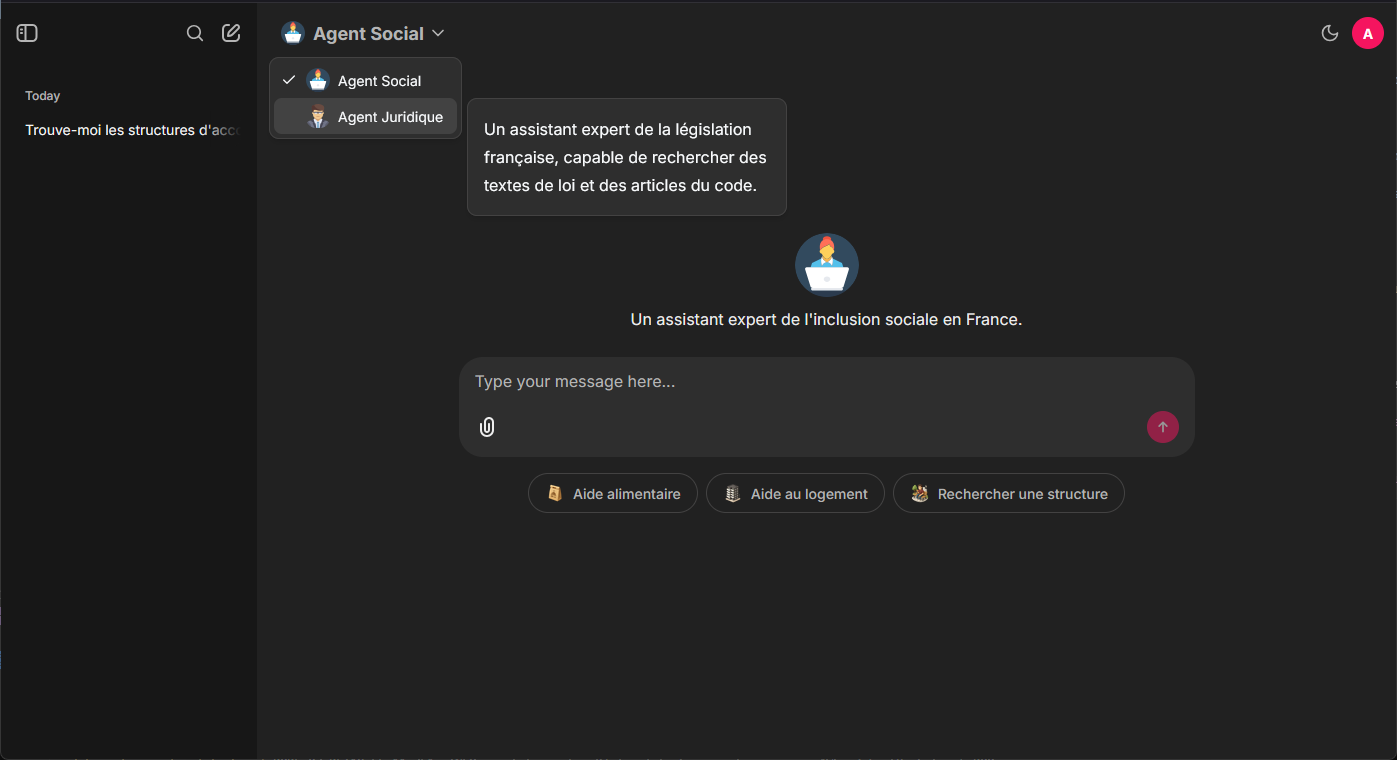 Agent Social
A
Agent Social
Agent Juridique
Today
Trouve-moi les structures d'acc
Un assistant expert de la législation
française, capable de rechercher des
textes de loi et des articles du code.
Un assistant expert de l'inclusion sociale en France.
Type your message here...
Aide alimentaire
Aide au logement
Rechercher une structure